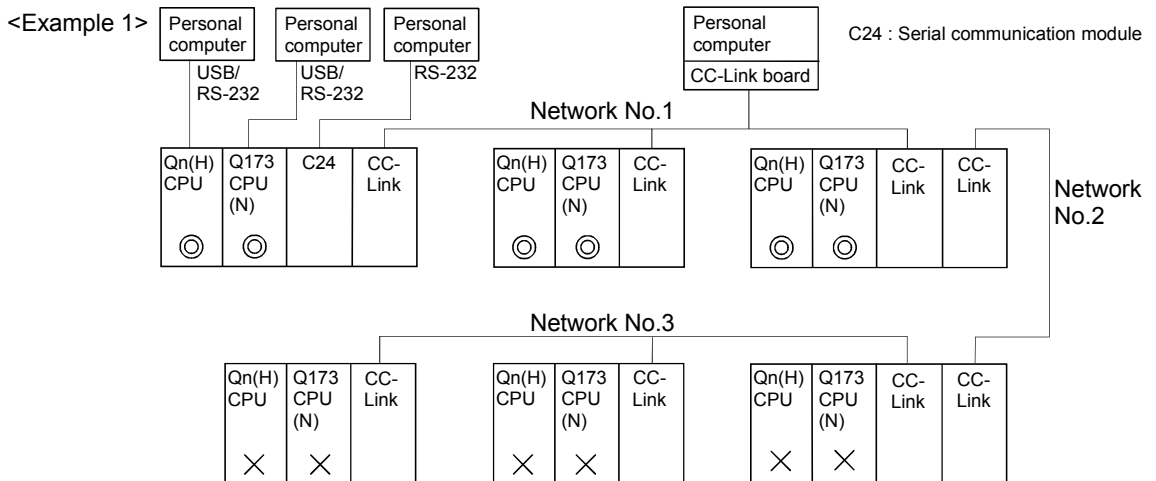 <Example 1>
Personal
computer
Personal
computer
Personal
computer
Personal
computer
CC-Link board
C24 : Serial communication module
USB/
RS-232
USB/
RS-232
RS-232
Network No.1
Qn(H)
CPU
Q173
CPU
(N)
C24
CC-
Link
Qn(H)
CPU
Q173
CPU
(N)
CC-
Link
Qn(H)
CPU
Q173
CPU
(N)
CC-
Link
CC-
Link
Network
No.2
Network No.3
Qn(H)
CPU
Q173
CPU
(N)
CC-
Link
Qn(H)
CPU
Q173
CPU
(N)
CC-
Link
Qn(H)
CPU
Q173
CPU
(N)
CC-
Link
CC-
Link